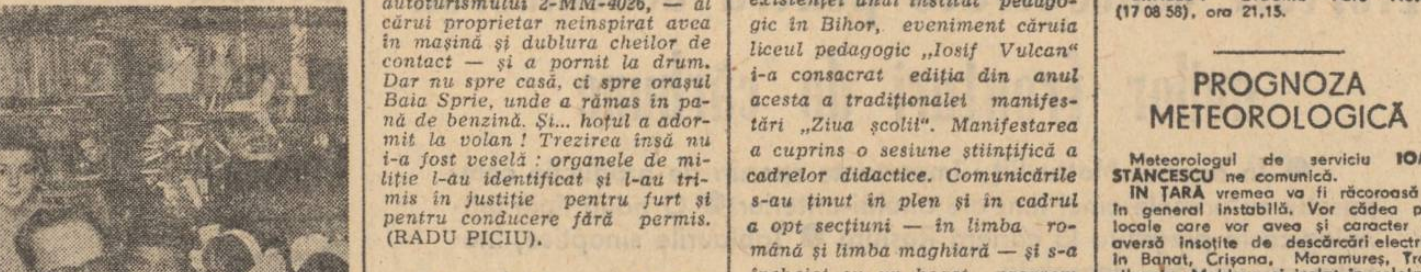 autoturismului 2-MM-4026, — al
cărui proprietar neinspirat avea
în mașină și dublura cheilor de
contact — și a pornit la drum.
Dar nu spre casă, ci spre orașul
Baia Sprie, unde a rămas în pa-
nă de benzină. Și... hoțul a ador-
mit la volan ! Trezirea însă nu
i-a fost veselă : organele de mi-
liție l-au identificat și l-au tri-
mis în justiție pentru furt și
pentru conducere fără permis.
(RADU PICIU).
existenței unui institut pedago-
gic în Bihor, eveniment căruia
liceul pedagogic „Iosif Vulcan“
i-a consacrat ediția din anul
acesta a tradiționalei manifes-
tări „Ziua școlii“. Manifestarea
a cuprins o sesiune științifică a
cadrelor didactice. Comunicările
s-au ținut în plen și în cadrul
a opt secțiuni — în limba ro-
mână și limba maghiară — și s-a
(17 08 58), ora 21,15.
PROGNOZA
METEOROLOGICĂ
Meteorologul de serviciu
STĂNCESCU ne comunică.
IN ȚARĂ vremea va fi răcoroasă
în general instabilă. Vor cădea
locale care vor avea și caracter
aversă însoțite de descărcări
în Banat, Crișana, Maramureș,